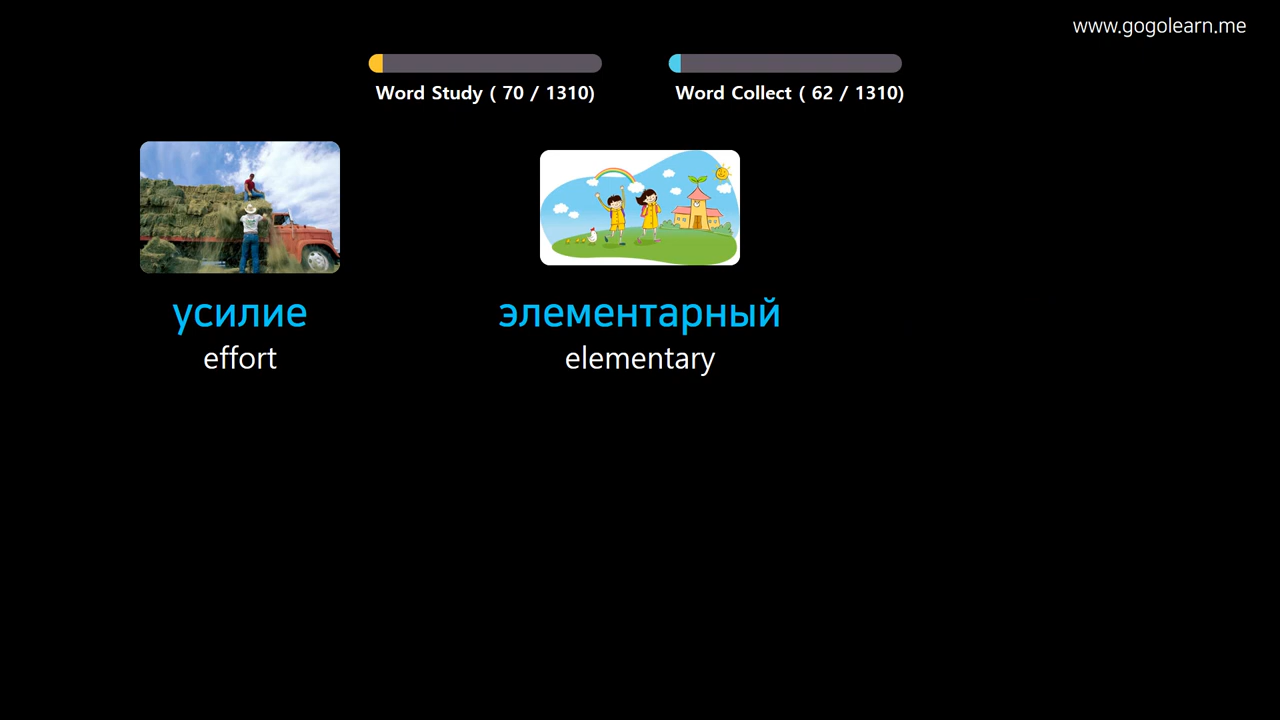 www.gogolearn.me
Word Study ( 70 / 1310)
Word Collect ( 62 / 1310)
усилие
effort
элементарный
elementary